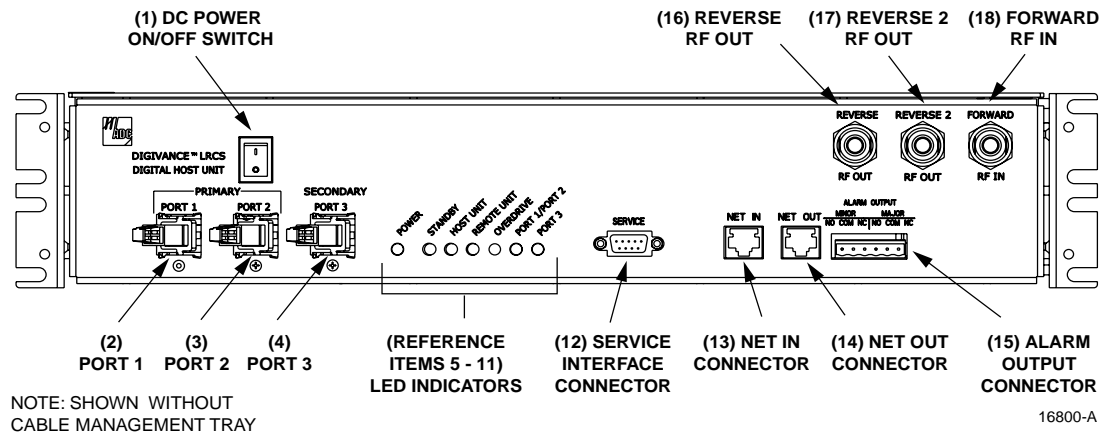 (1) DC POWER
ON/OFF SWITCH
(16) REVERSE
RF OUT
(17) REVERSE 2
RF OUT
(18) FORWARD
RF IN
ADC
DIGIVANCE™ LRCS
DIGITAL HOST UNIT
REVERSE
REVERSE 2
FORWARD
RF OUT
RF OUT
RF IN
PRIMARY
SECONDARY
PORT 1
PORT 2
PORT 3
POWER
STANDBY
HOST UNIT
REMOTE UNIT
OVERDRIVE
PORT 1/PORT 2
PORT 3
SERVICE
NET IN
NET OUT
ALARM OUTPUT
MINOR MAJOR
NO COM NC NO COM NC
(2)
PORT 1
(3)
PORT 2
(4)
PORT 3
(REFERENCE
ITEMS 5 - 11)
LED INDICATORS
(12) SERVICE
INTERFACE
CONNECTOR
(13) NET IN
CONNECTOR
(14) NET OUT
CONNECTOR
(15) ALARM
OUTPUT
CONNECTOR
NOTE: SHOWN WITHOUT
CABLE MANAGEMENT TRAY
16800-A